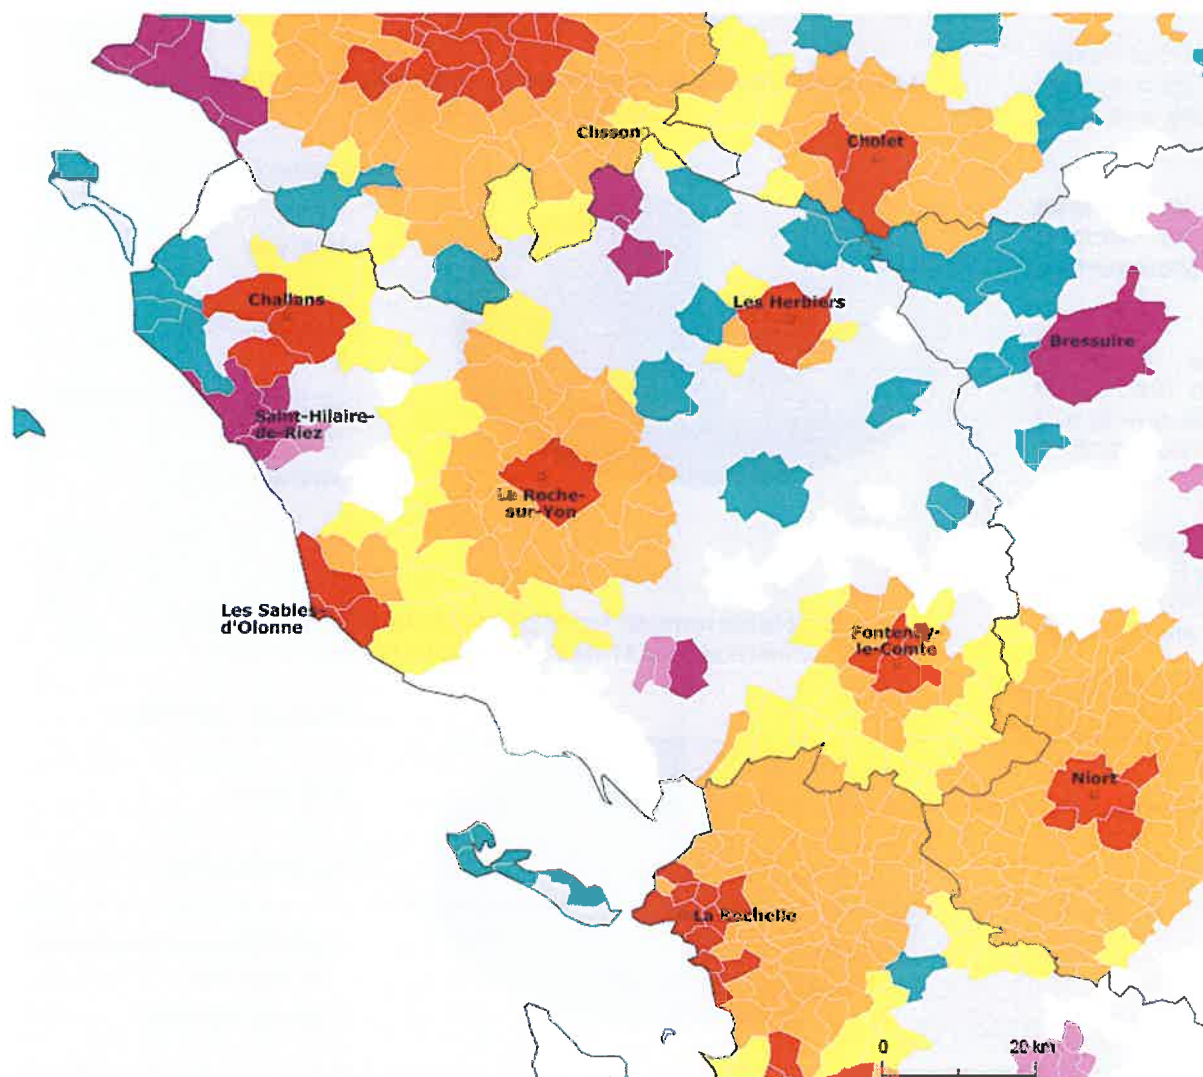 Clisson
Cholet
Challans
Les Herbiers
Bressuire
Saint-Hilaire-
de-Riez
La Roche-
sur-Yon
Les Sables-
d'Olonne
Fontenay-
le-Comte
Niort
La Rochelle
0 20 km